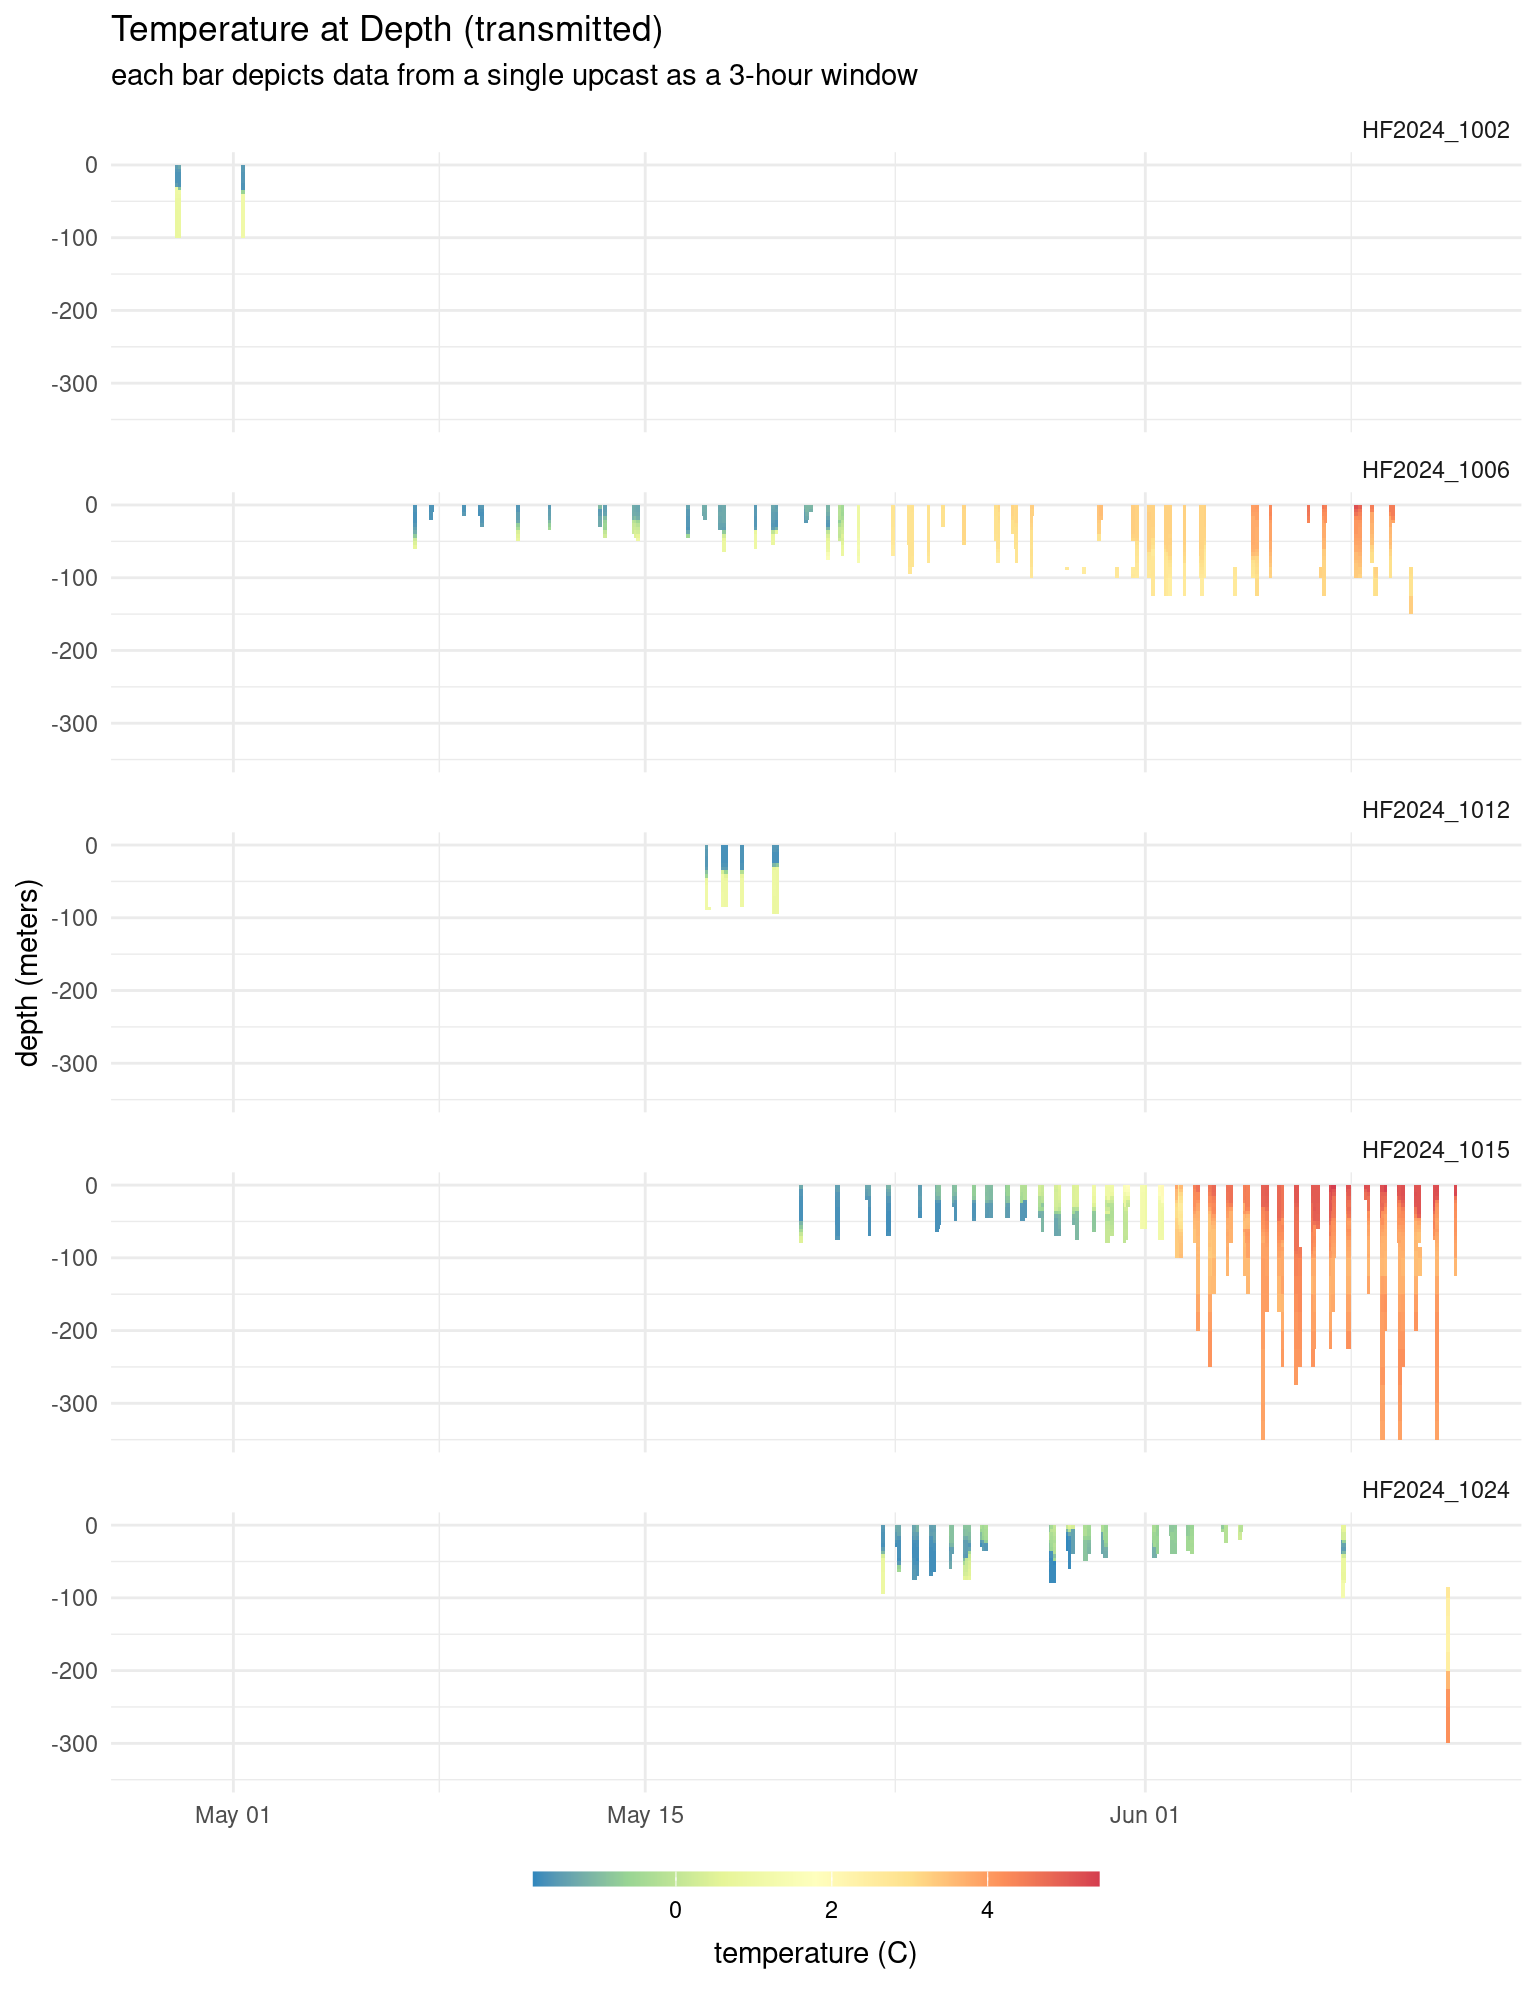 Temperature at Depth (transmitted)
each bar depicts data from a single upcast as a 3-hour window
HF2024_1002
0
-100
-200
-300
HF2024_1006
0
-100
-200
-300
HF2024_1012
0
-100
-200
-300
depth (meters)
HF2024_1015
0
-100
-200
-300
HF2024_1024
0
-100
-200
-300
May 01 May 15 Jun 01
0 2 4
temperature (C)